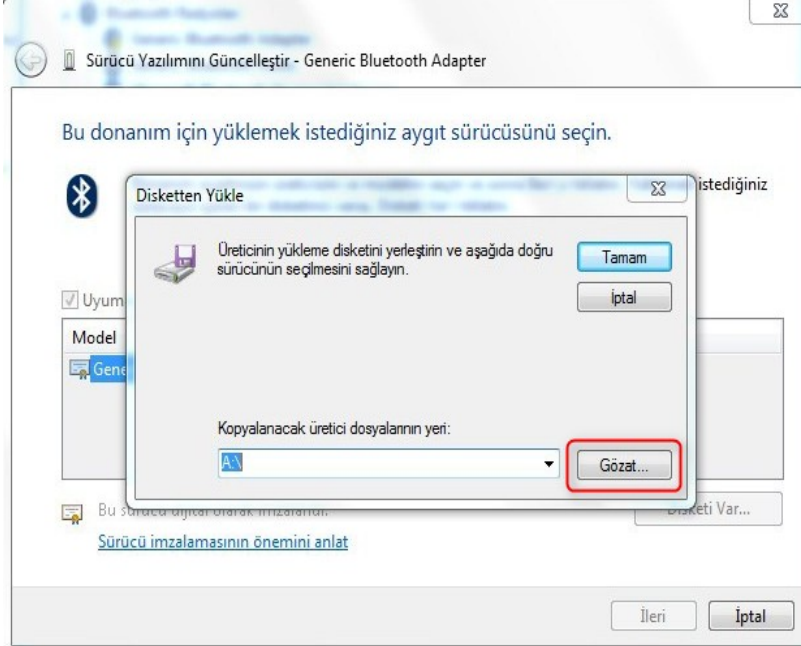 Sürücü Yazılımını Güncelleştir - Generic Bluetooth Adapter
Bu donanım için yüklemek istediğiniz aygıt sürücüsünü seçin.
istediğiniz
Disketten Yükle
Üreticinin yükleme disketini yerleştirin ve aşağıda doğru
sürücünün seçilmesini sağlayın.
Tamam
İptal
Uyum
Model
Gene
Kopyalanacak üretici dosyalarının yeri:
A:\
Gözat...
Bu sürücü dijital olarak imzalandı.
Disketi Var...
Sürücü imzalamasının önemini anlat
İleri
İptal